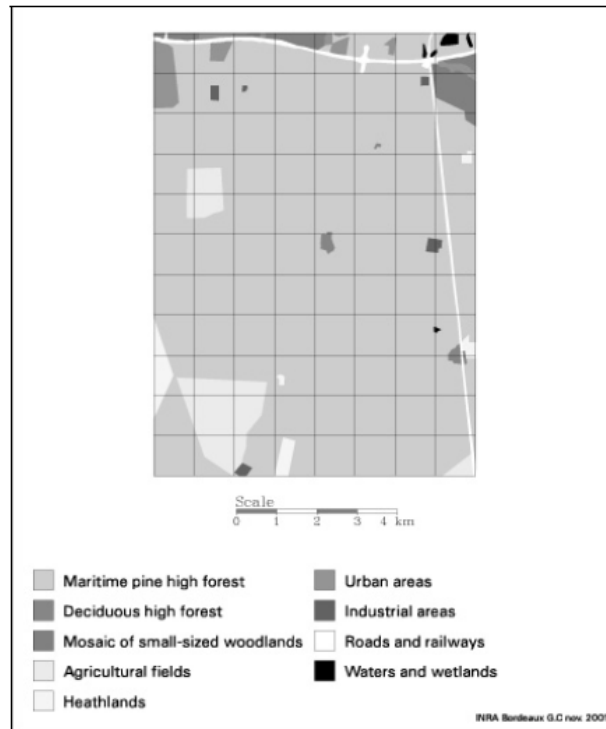 Scale
0 1 2 3 4 km
Maritime pine high forest
Deciduous high forest
Mosaic of small-sized woodlands
Agricultural fields
Heathlands
Urban areas
Industrial areas
Roads and railways
Waters and wetlands
INRA Bordeaux G.C nov. 2005